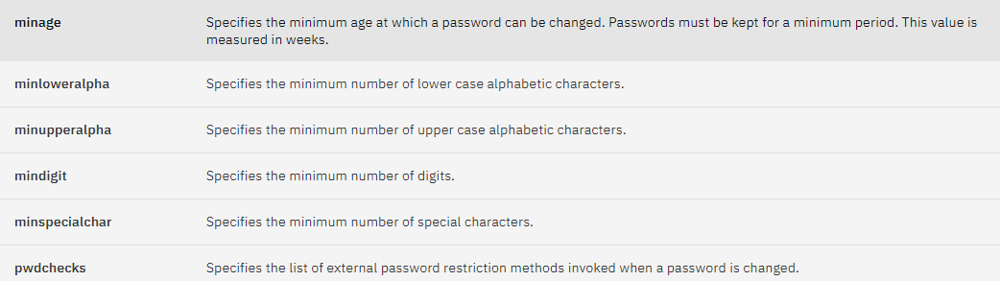 minage Specifies the minimum age at which a password can be changed. Passwords must be kept for a minimum period. This value is
measured in weeks.
minloweralpha Specifies the minimum number of lower case alphabetic characters.
minupperalpha Specifies the minimum number of upper case alphabetic characters.
mindigit Specifies the minimum number of digits.
minspecialchar Specifies the minimum number of special characters.
pwdchecks Specifies the list of external password restriction methods invoked when a password is changed.